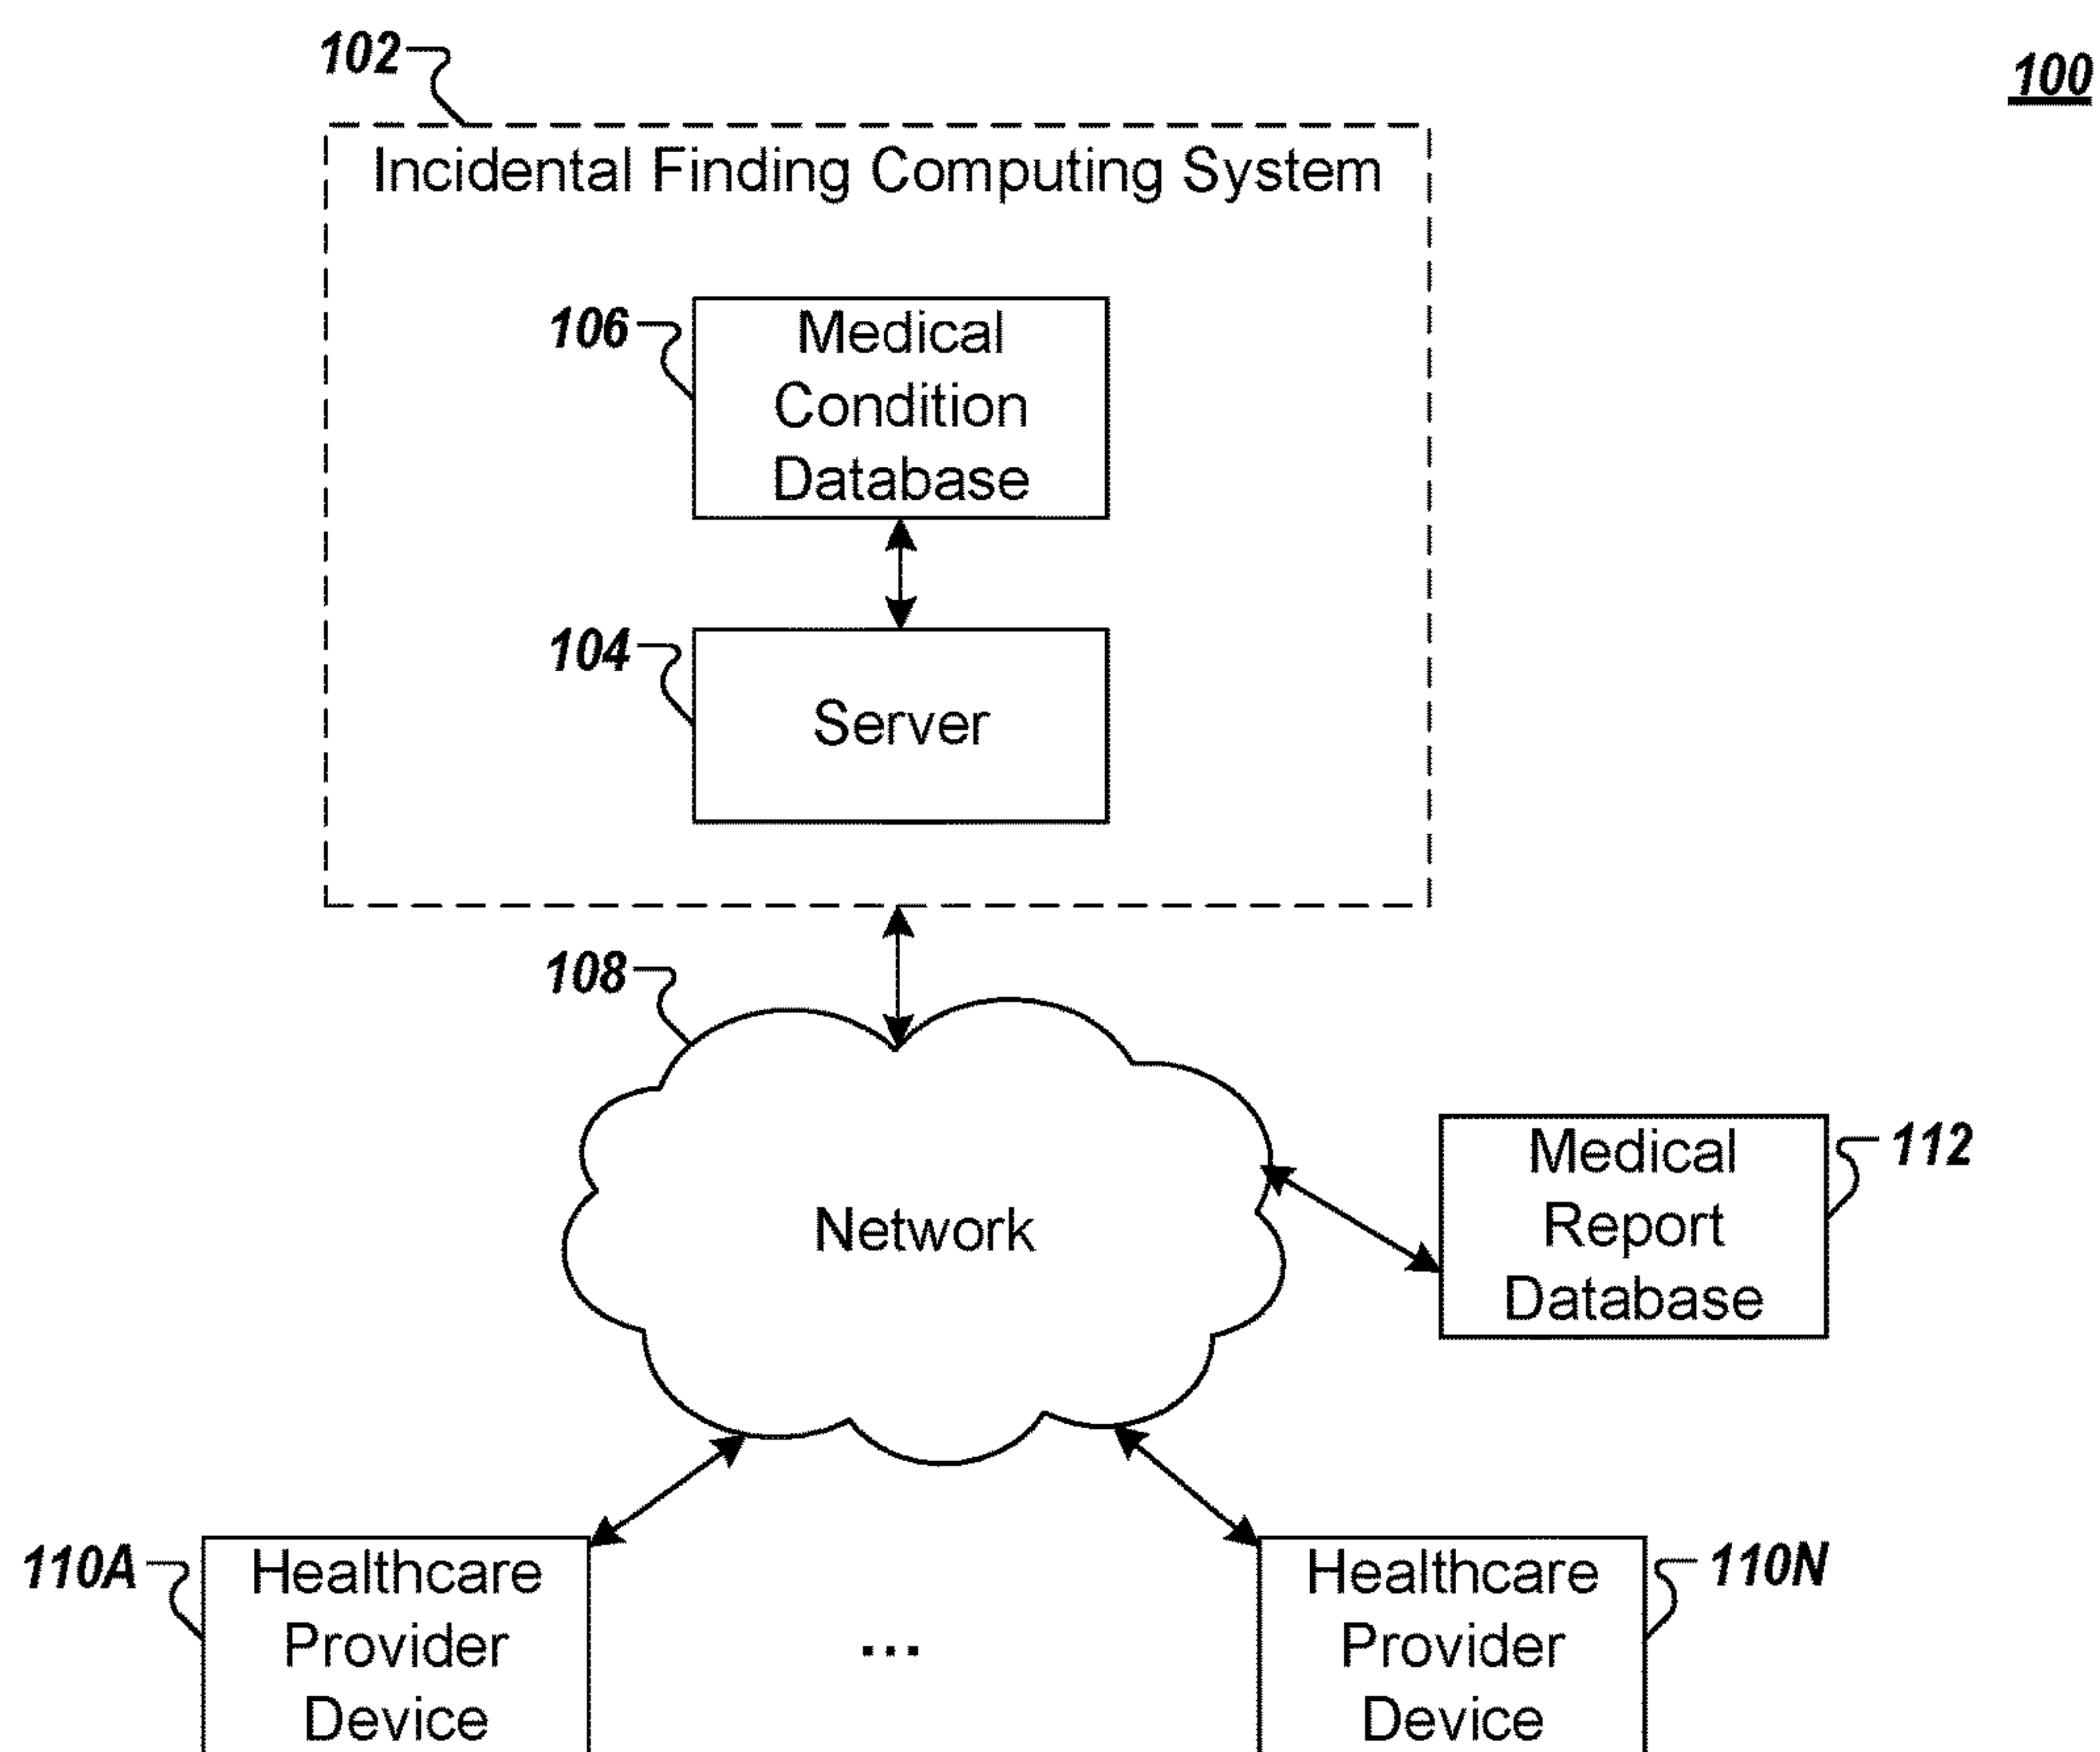 102
100
Incidental Finding Computing System
106
Medical
Condition
Database
104
Server
108
Network
Medical
Report
Database
112
110A
Healthcare
Provider
Device
...
Healthcare
Provider
Device
110N